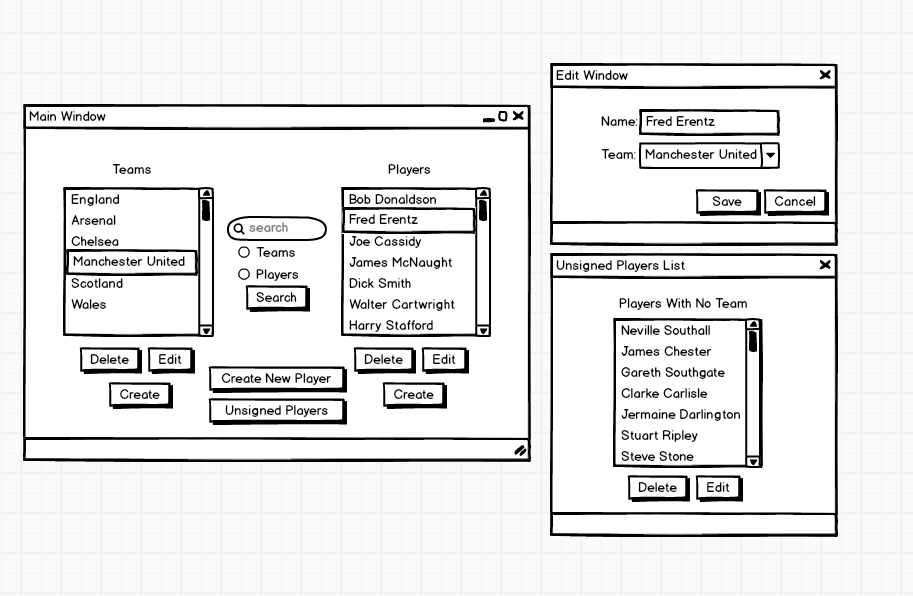 Main Window
Teams
England
Arsenal
Chelsea
Manchester United
Scotland
Wales
Delete
Edit
Create
search
Teams
Players
Search
Create New Player
Unsigned Players
Players
Bob Donaldson
Fred Erentz
Joe Cassidy
James McNaught
Dick Smith
Walter Cartwright
Harry Stafford
Delete
Edit
Create
Edit Window
Name: Fred Erentz
Team: Manchester United
Save
Cancel
Unsigned Players List
Players With No Team
Neville Southall
James Chester
Gareth Southgate
Clarke Carlisle
Jermaine Darlington
Stuart Ripley
Steve Stone
Delete
Edit